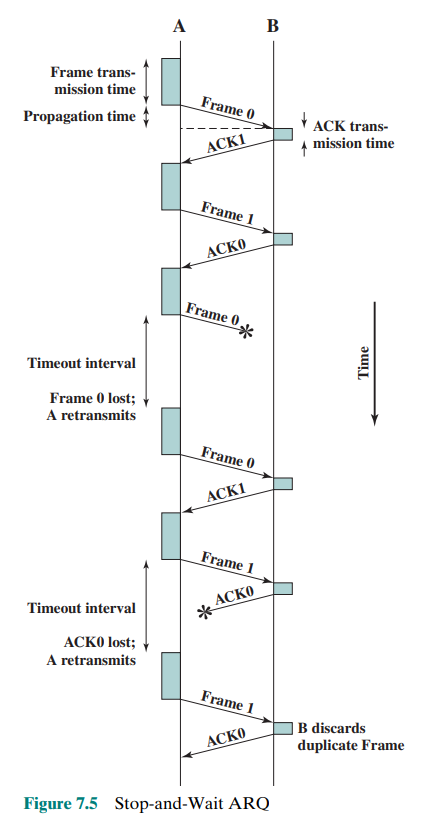 A
B
Frame trans-
mission time
Propagation time
Frame 0
ACK trans-
mission time
ACK1
Frame 1
ACK0
Frame 0
Timeout interval
Time
Frame 0 lost;
A retransmits
Frame 0
ACK1
Frame 1
Timeout interval
ACK0
ACK0 lost;
A retransmits
Frame 1
B discards
duplicate Frame
ACK0
Figure 7.5 Stop-and-Wait ARQ